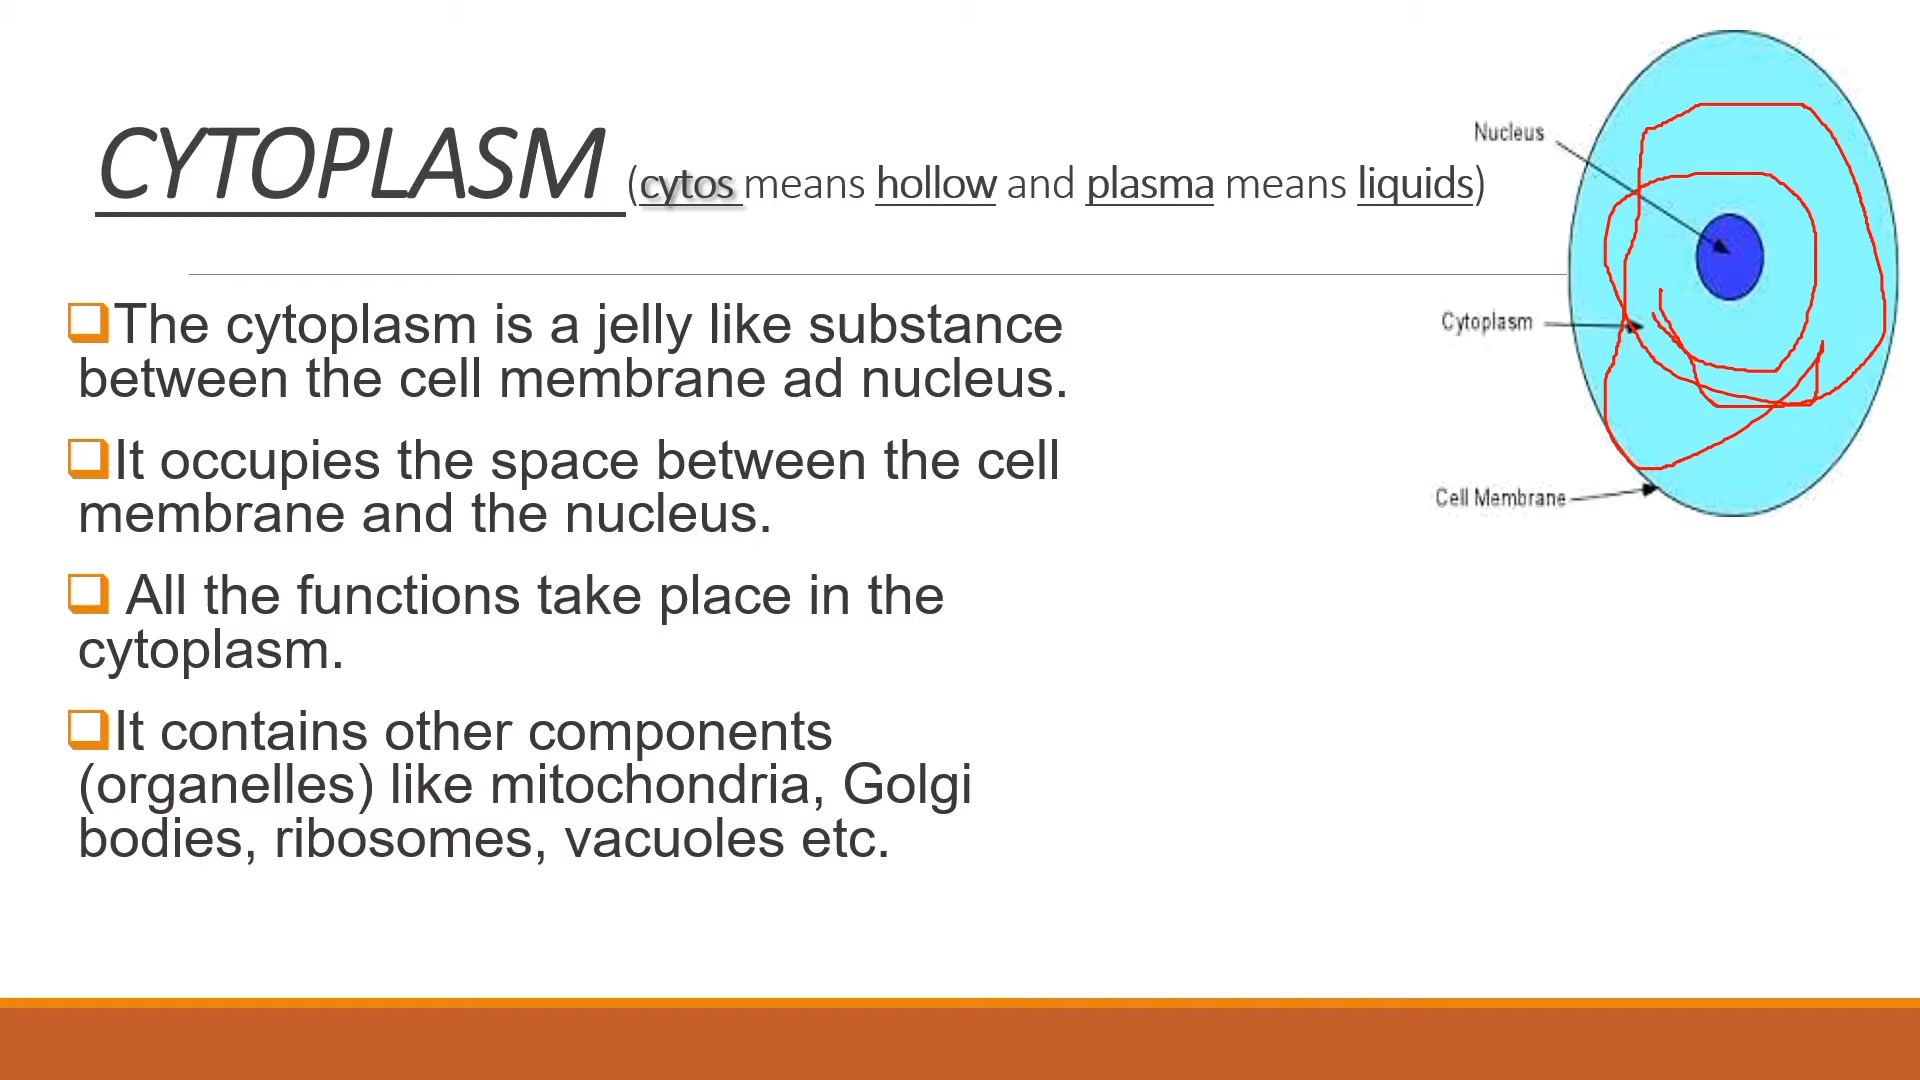 CYTOPLASM (cytos means hollow and plasma means liquids)
Nucleus
The cytoplasm is a jelly like substance
between the cell membrane ad nucleus.
Cytoplasm
It occupies the space between the cell
membrane and the nucleus.
Cell Membrane
All the functions take place in the
cytoplasm.
It contains other components
(organelles) like mitochondria, Golgi
bodies, ribosomes, vacuoles etc.